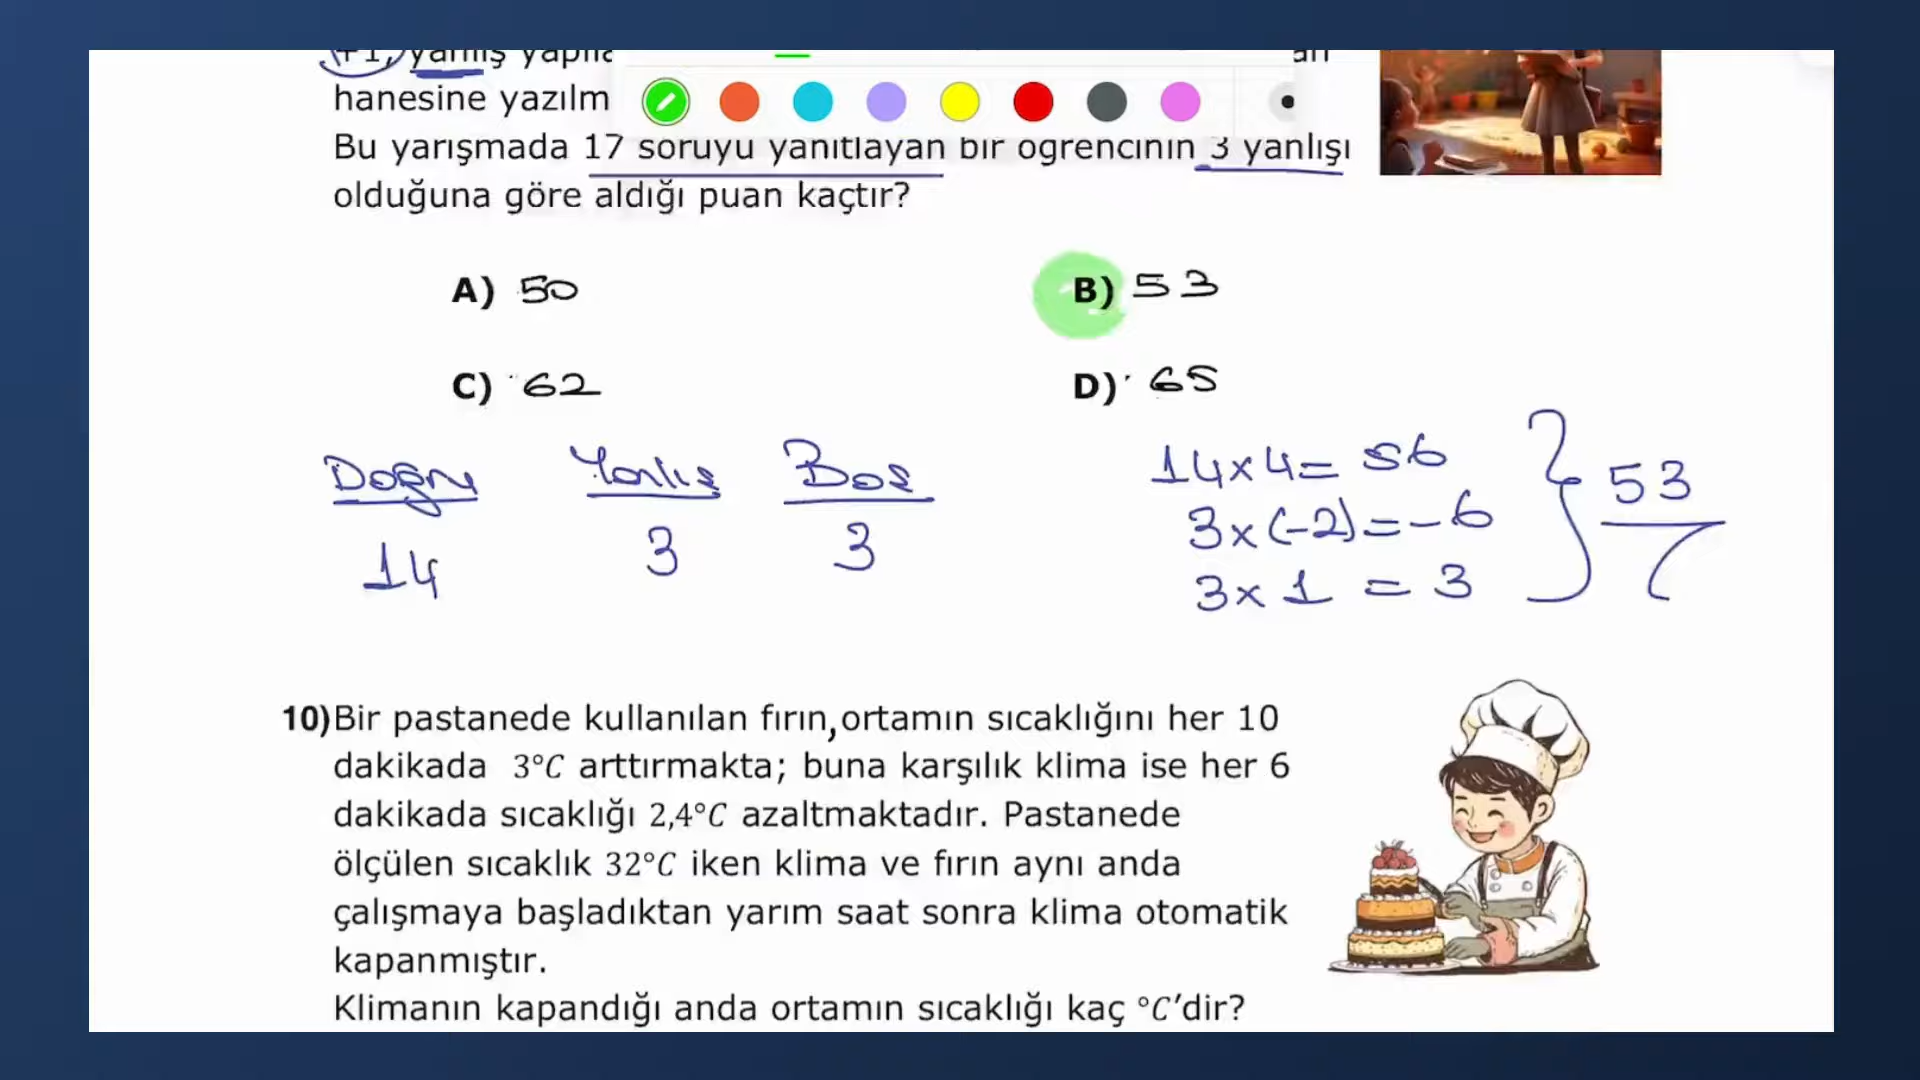 +1, yanlış
hanesine yazılm
Bu yarışmada 17 soruyu yanıtlayan bir öğrencinin 3 yanlışı
olduğuna göre aldığı puan kaçtır?
A) 50
B) 53
C) 62
D) 65
Doğru Yanlış Boş
14 3 3
14x4= 56
3x(-2)=-6
3x1 = 3
53
10)Bir pastanede kullanılan fırın,ortamın sıcaklığını her 10
dakikada 3°C arttırmakta; buna karşılık klima ise her 6
dakikada sıcaklığı 2,4°C azaltmaktadır. Pastanede
ölçülen sıcaklık 32°C iken klima ve fırın aynı anda
çalışmaya başladıktan yarım saat sonra klima otomatik
kapanmıştır.
Klimanın kapandığı anda ortamın sıcaklığı kaç °C'dir?